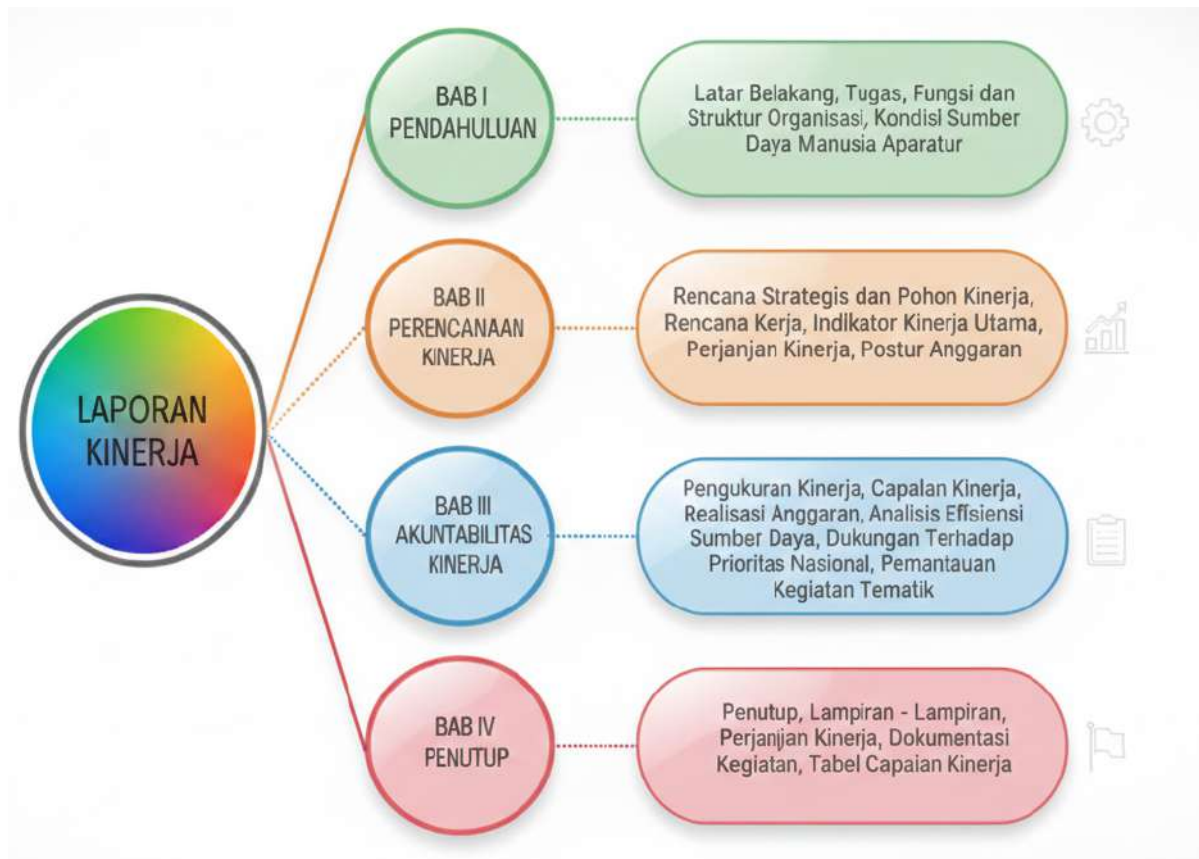 LAPORAN
KINERJA
BAB I
PENDAHULUAN
Latar Belakang, Tugas, Fungsi dan
Struktur Organisasi, Kondisi Sumber
Daya Manusia Aparatur
BAB II
PERENCANAAN
KINERJA
Rencana Strategis dan Pohon Kinerja,
Rencana Kerja, Indikator Kinerja Utama,
Perjanjan Kinerja, Postur Anggaran
BAB III
AKUNTABILITAS
KINERJA
Pengukuran Kinerja, Capalan Kinerja,
Realisasi Anggaran, Analisis Effsiensi
Sumber Daya, Dukungan Terhadap
Prioritas Nasional, Pemantauan
Kegiatan Tematik
BAB IV
PENUTUP
Penutup, Lampiran - Lampiran,
Perjanjian Kinerja, Dokumentasi
Kegiatan, Tabel Capaian Kinerja